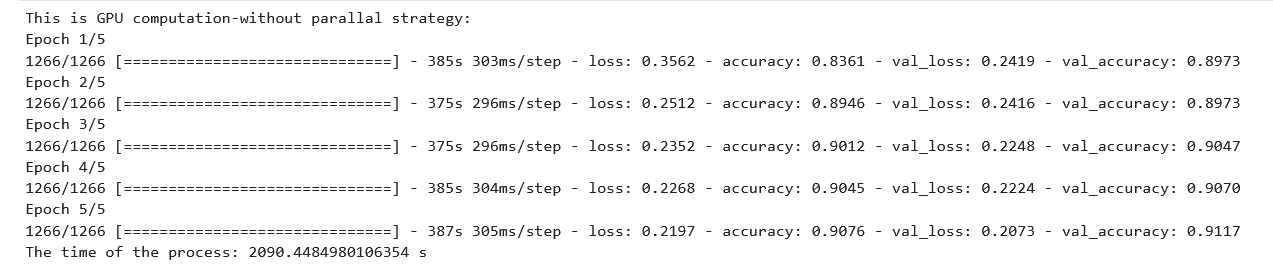 This is GPU computation-without parallal strategy:
Epoch 1/5
1266/1266 [==============================] - 385s 303ms/step - loss: 0.3562 - accuracy: 0.8361 - val_loss: 0.2419 - val_accuracy: 0.8973
Epoch 2/5
1266/1266 [==============================] - 375s 296ms/step - loss: 0.2512 - accuracy: 0.8946 - val_loss: 0.2416 - val_accuracy: 0.8973
Epoch 3/5
1266/1266 [==============================] - 375s 296ms/step - loss: 0.2352 - accuracy: 0.9012 - val_loss: 0.2248 - val_accuracy: 0.9047
Epoch 4/5
1266/1266 [==============================] - 385s 304ms/step - loss: 0.2268 - accuracy: 0.9045 - val_loss: 0.2224 - val_accuracy: 0.9070
Epoch 5/5
1266/1266 [==============================] - 387s 305ms/step - loss: 0.2197 - accuracy: 0.9076 - val_loss: 0.2073 - val_accuracy: 0.9117
The time of the process: 2090.4484980106354 s